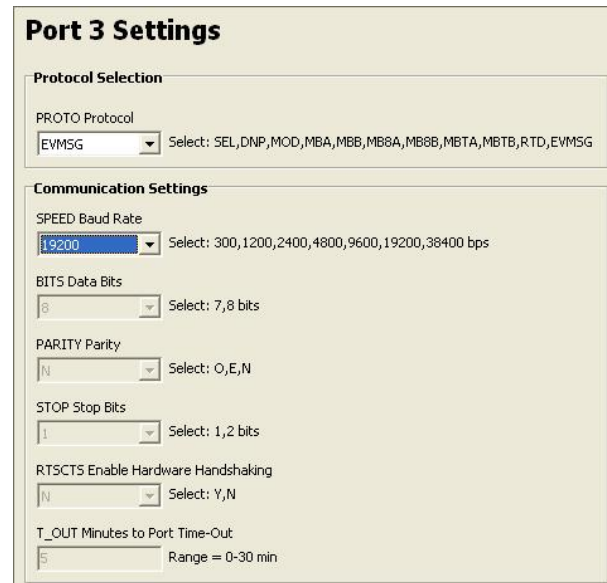 Port 3 Settings
Protocol Selection
PROTO Protocol
EVMSG Select: SEL,DNP,MOD,MBA,MBB,MB8A,MB8B,MBTA,MBTB,RTD,EVMSG
Communication Settings
SPEED Baud Rate
19200 Select: 300,1200,2400,4800,9600,19200,38400 bps
BITS Data Bits
8 Select: 7,8 bits
PARITY Parity
N Select: O,E,N
STOP Stop Bits
1 Select: 1,2 bits
RTSCTS Enable Hardware Handshaking
N Select: Y,N
T_OUT Minutes to Port Time-Out
5 Range = 0-30 min